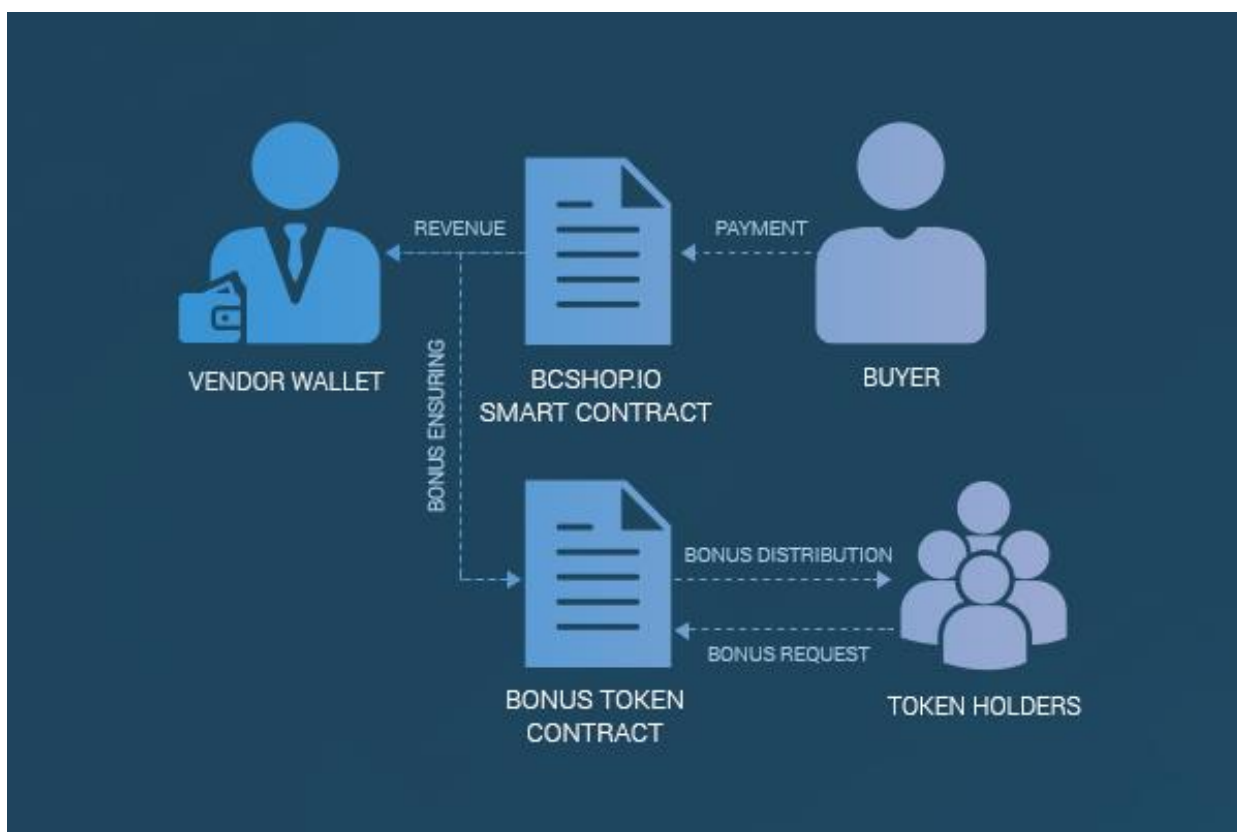 REVENUE
PAYMENT
VENDOR WALLET
BCSHOP.IO
SMART CONTRACT
BUYER
BONUS ENSURING
BONUS DISTRIBUTION
BONUS REQUEST
BONUS TOKEN
CONTRACT
TOKEN HOLDERS